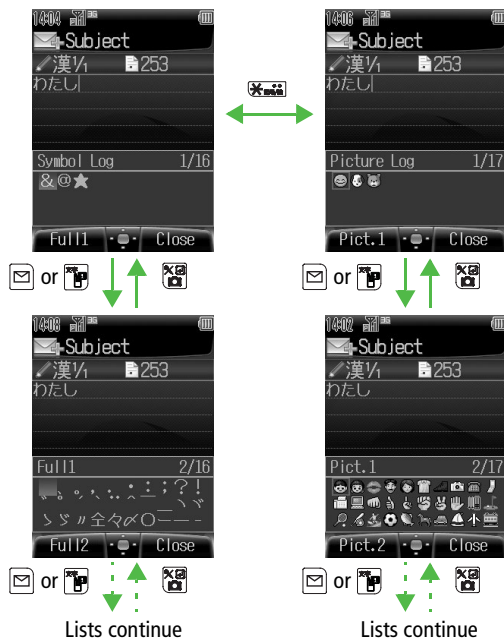 14:04
Subject
漢1/1 253
わたし
Symbol Log 1/16
&@★
Full1 Close
14:06
Subject
漢1/1 253
わたし
Picture Log 1/17
Pict.1 Close
or
or
14:08
Subject
漢1/1 253
わたし
Full1 2/16
Full2 Close
14:02
Subject
漢1/1 253
わたし
Pict.1 2/17
Pict.2 Close
or
or
Lists continue
Lists continue